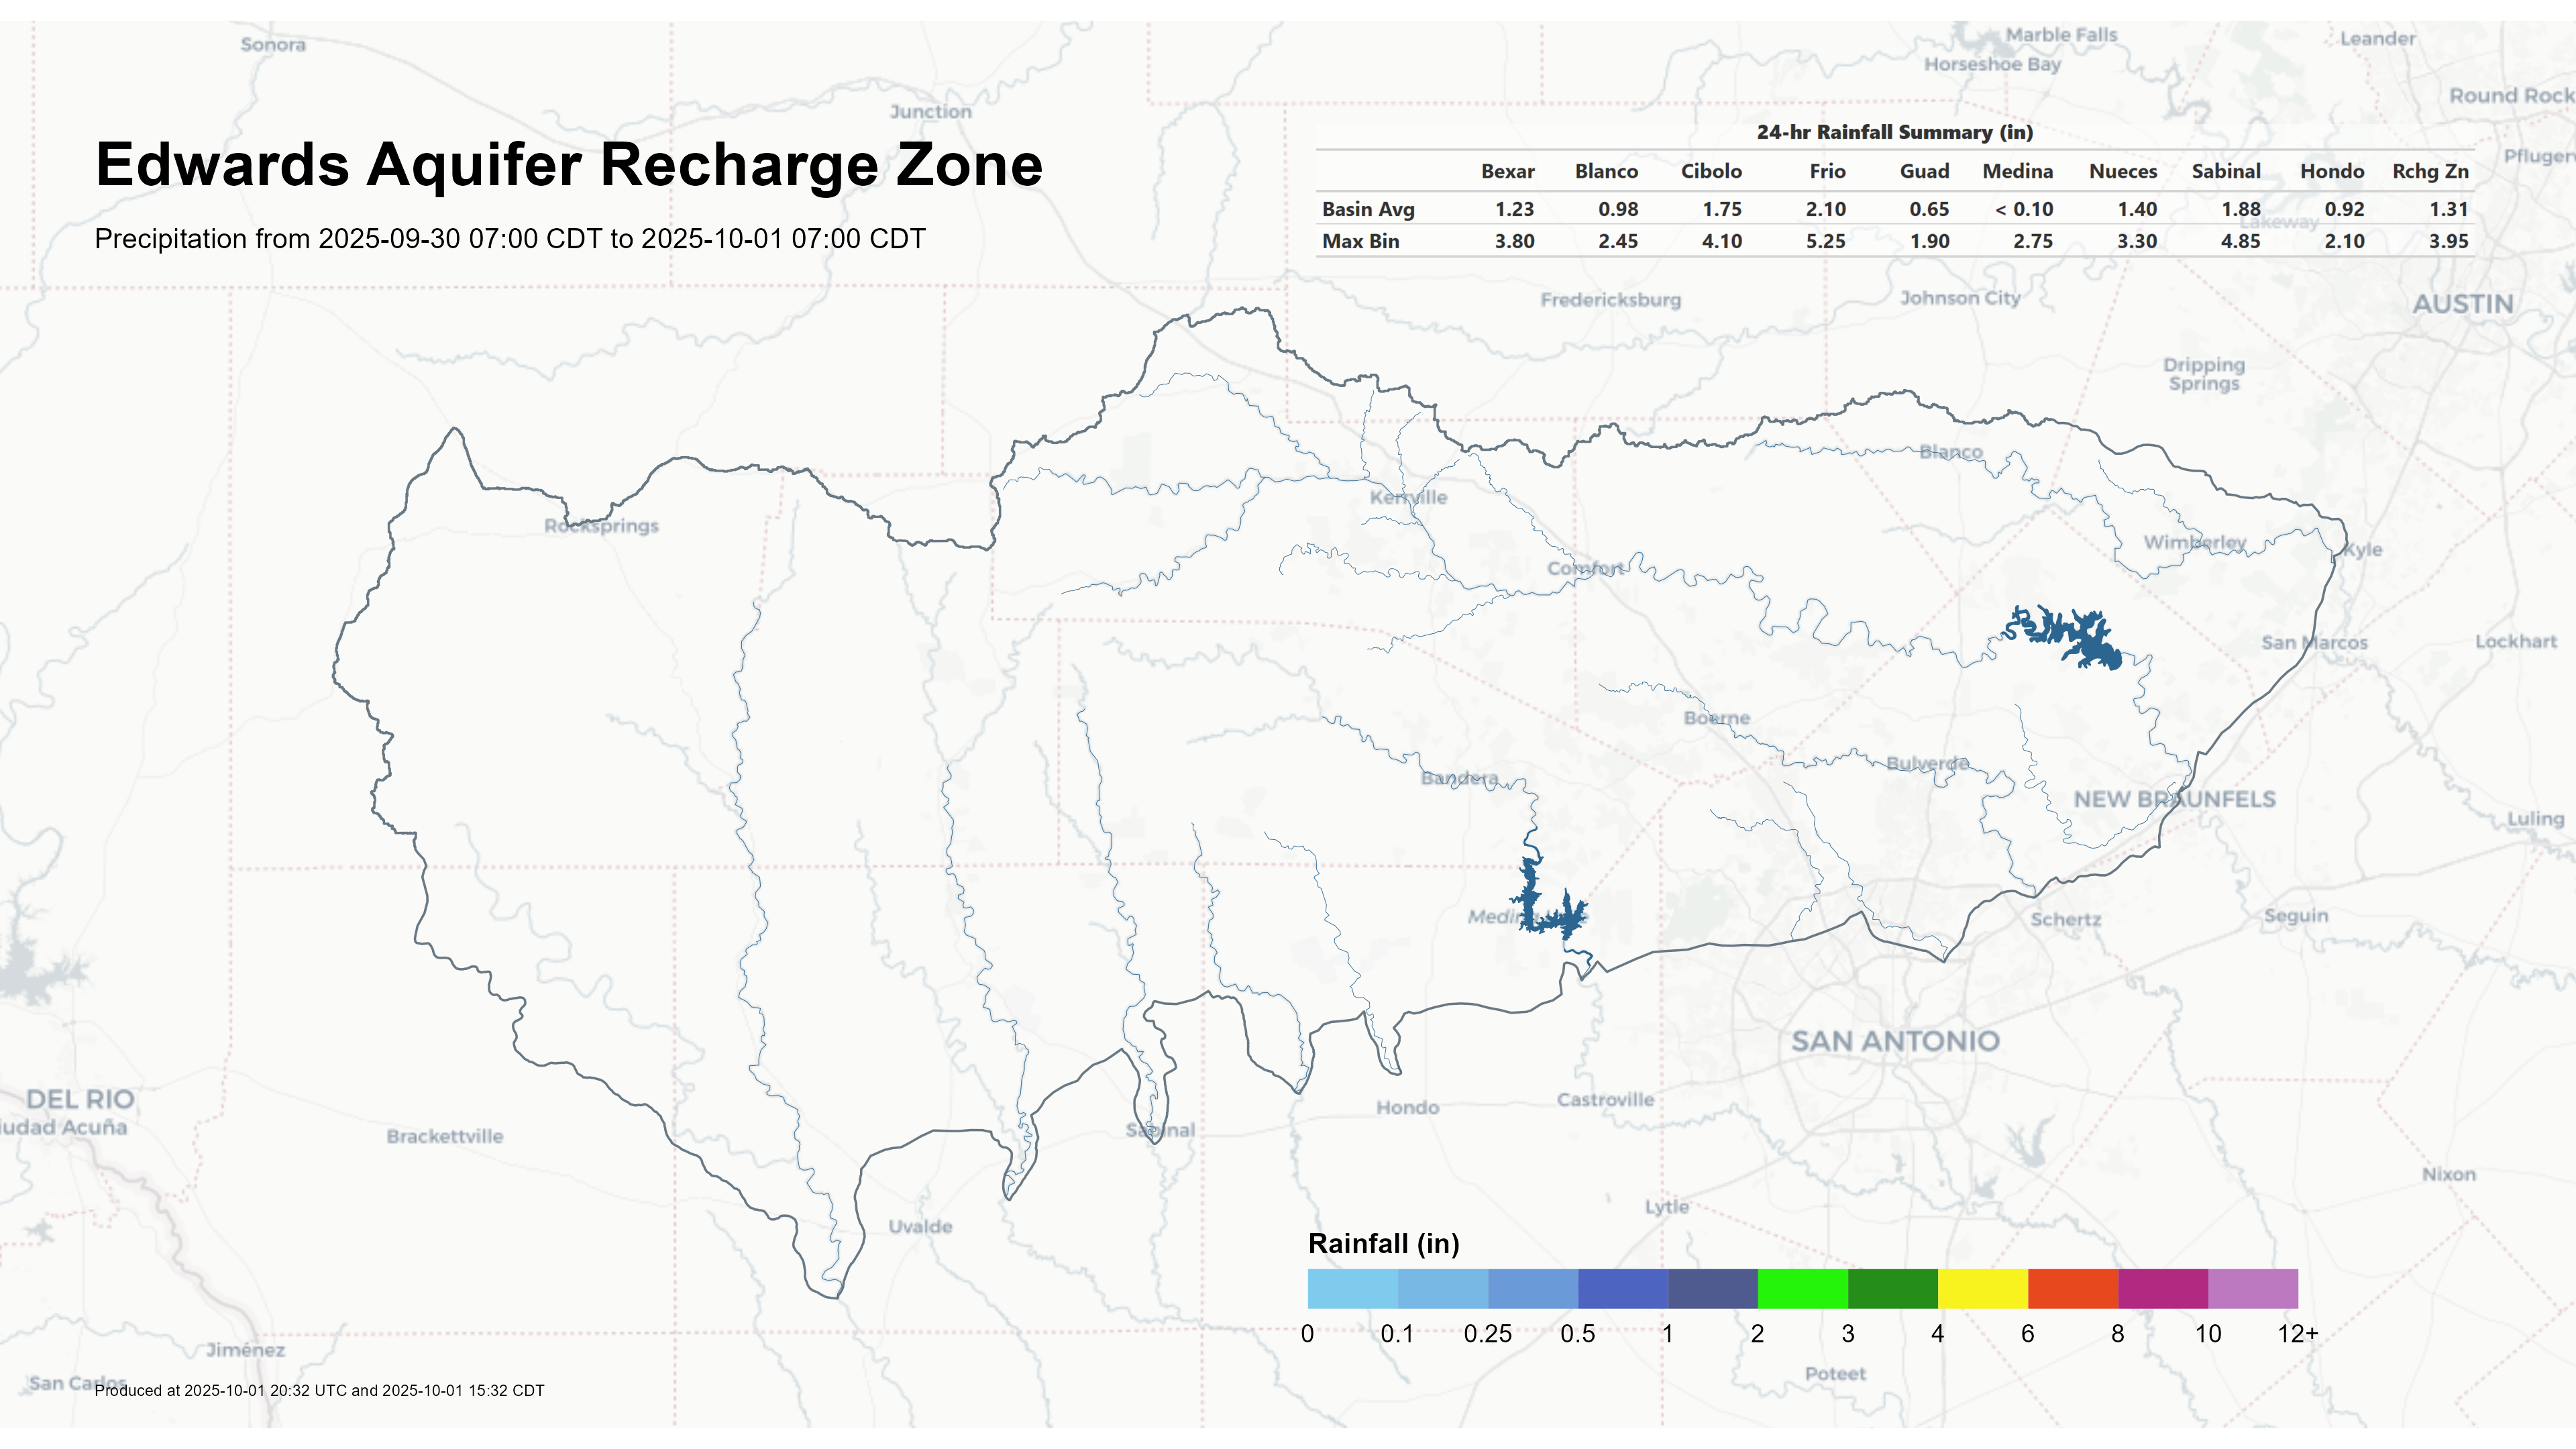 Sonora
Marble Falls
Leander
Horseshoe Bay
Round Rock
Junction
24-hr Rainfall Summary (in)
Edwards Aquifer Recharge Zone
Bexar Blanco Cibolo Frio Guad Medina Nueces Sabinal Hondo Rchg Zn
Basin Avg 1.23 0.98 1.75 2.10 0.65 < 0.10 1.40 1.88 0.92 1.31
Lakeway
Max Bin 3.80 2.45 4.10 5.25 1.90 2.75 3.30 4.85 2.10 3.95
Precipitation from 2025-09-30 07:00 CDT to 2025-10-01 07:00 CDT
Fredericksburg
Johnson City
AUSTIN
Dripping
Springs
Blanco
Kerrville
Rocksprings
Wimberley
Kyle
Comfort
San Marcos
Lockhart
Boerne
Bulverde
Bandera
NEW BRAUNFELS
Luling
Schertz
Seguin
SAN ANTONIO
DEL RIO
Castroville
Hondo
iudad Acuña
Sabinal
Brackettville
Nixon
Lytle
Uvalde
Rainfall (in)
0 0.1 0.25 0.5 1 2 3 4 6 8 10 12+
Jiménez
Poteet
San Carlos
Produced at 2025-10-01 20:32 UTC and 2025-10-01 15:32 CDT